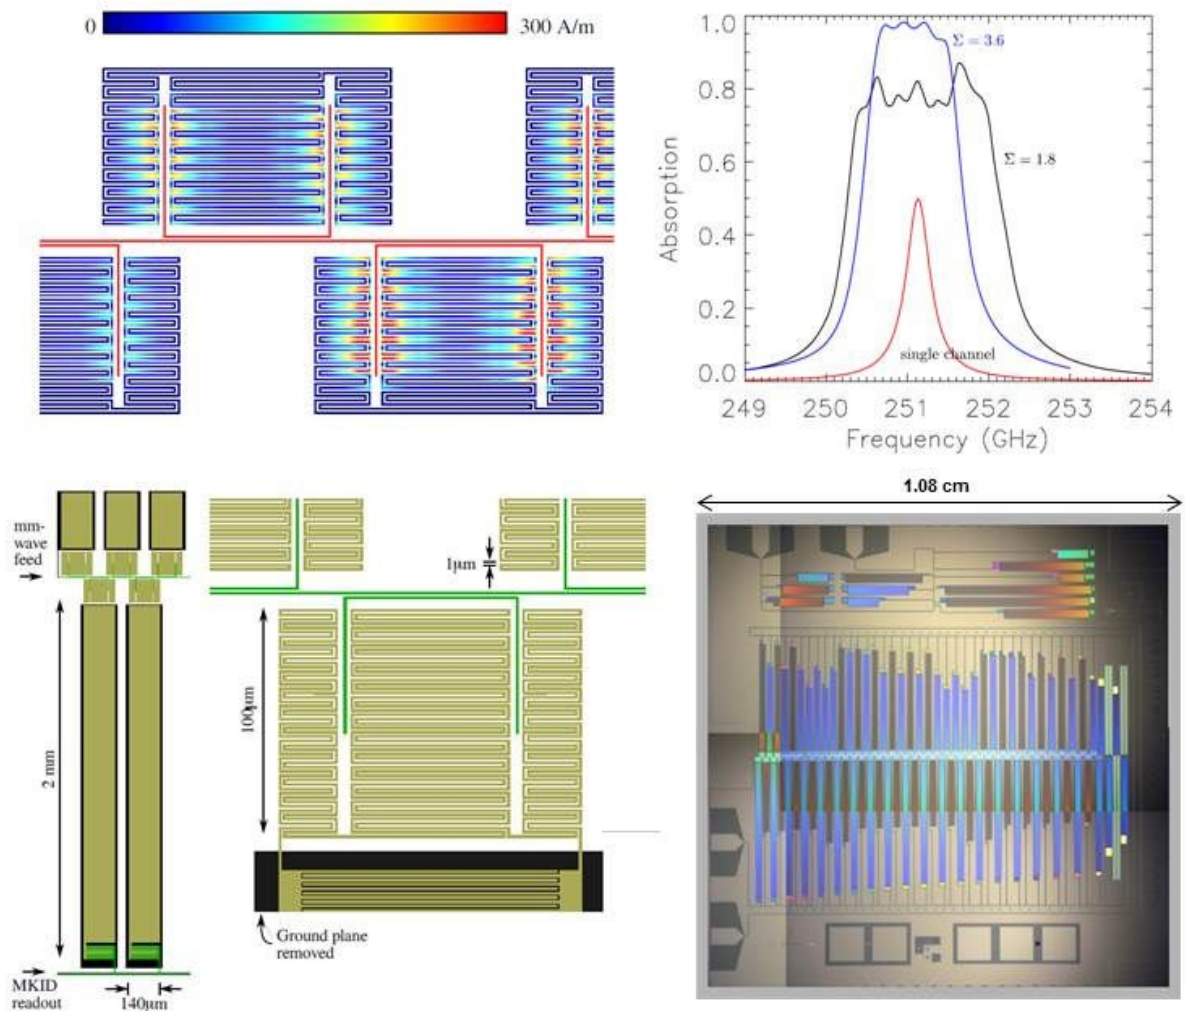 0
300 A/m
1.0
0.8
0.6
0.4
0.2
0.0
Absorption
Σ = 3.6
Σ = 1.8
single channel
249 250 251 252 253 254
Frequency (GHz)
mm-
wave
feed
2 mm
MKID
readout
140μm
1μm
100μm
Ground plane
removed
1.08 cm